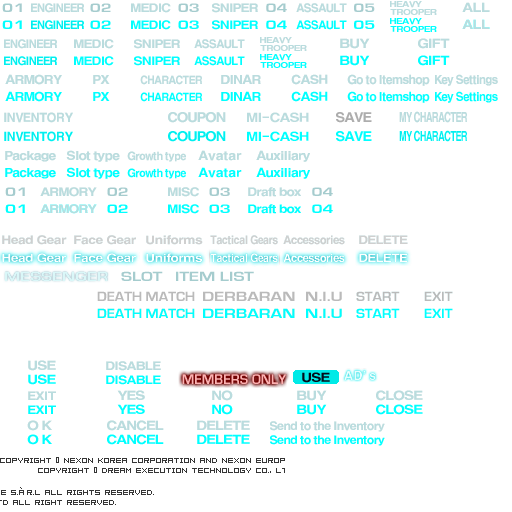 01 ENGINEER 02 MEDIC 03 SNIPER 04 ASSAULT 05 HEAVY TROOPER ALL
01 ENGINEER 02 MEDIC 03 SNIPER 04 ASSAULT 05 HEAVY TROOPER ALL
ENGINEER MEDIC SNIPER ASSAULT HEAVY TROOPER BUY GIFT
ENGINEER MEDIC SNIPER ASSAULT HEAVY TROOPER BUY GIFT
ARMORY PX CHARACTER DINAR CASH Go to Itemshop Key Settings
ARMORY PX CHARACTER DINAR CASH Go to Itemshop Key Settings
INVENTORY COUPON MI-CASH SAVE MY CHARACTER
INVENTORY COUPON MI-CASH SAVE MY CHARACTER
Package Slot type Growth type Avatar Auxiliary
Package Slot type Growth type Avatar Auxiliary
01 ARMORY 02 MISC 03 Draft box 04
01 ARMORY 02 MISC 03 Draft box 04
Head Gear Face Gear Uniforms Tactical Gears Accessories DELETE
Head Gear Face Gear Uniforms Tactical Gears Accessories DELETE
MESSENGER SLOT ITEM LIST
DEATH MATCH DERBARAN N.I.U START EXIT
DEATH MATCH DERBARAN N.I.U START EXIT
USE DISABLE
USE DISABLE MEMBERS ONLY USE AD's
EXIT YES NO BUY CLOSE
EXIT YES NO BUY CLOSE
OK CANCEL DELETE Send to the Inventory
OK CANCEL DELETE Send to the Inventory
COPYRIGHT NEXON KOREA CORPORATION AND NEXON EUROP
COPYRIGHT DREAM EXECUTION TECHNOLOGY CO., LT
E S.À R.L ALL RIGHTS RESERVED.
TD ALL RIGHT RESERVED.